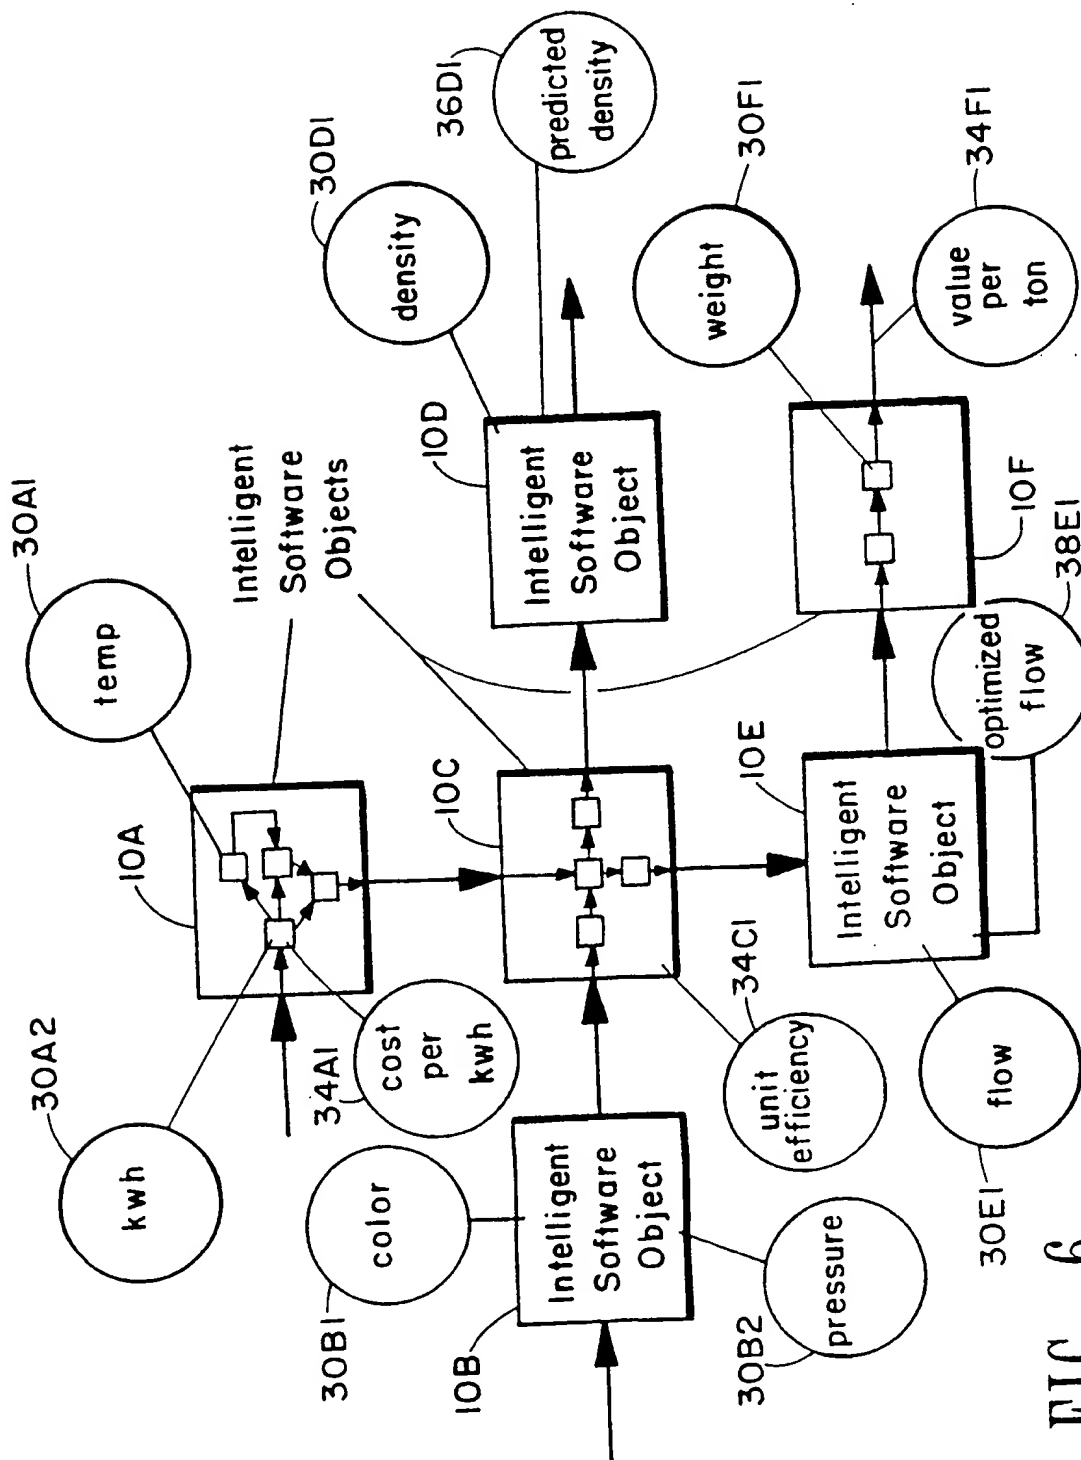 30A2
kwh
30A1
temp
10A
34A1
cost
per
kwh
Intelligent
Software
Objects
30D1
density
36D1
predicted
density
30B1
color
10B
Intelligent
Software
Object
30B2
pressure
10C
34C1
unit
efficiency
10D
Intelligent
Software
Object
30F1
weight
10E
Intelligent
Software
Object
30E1
flow
optimized
flow
38E1
10F
34F1
value
per
ton
FIG. 9